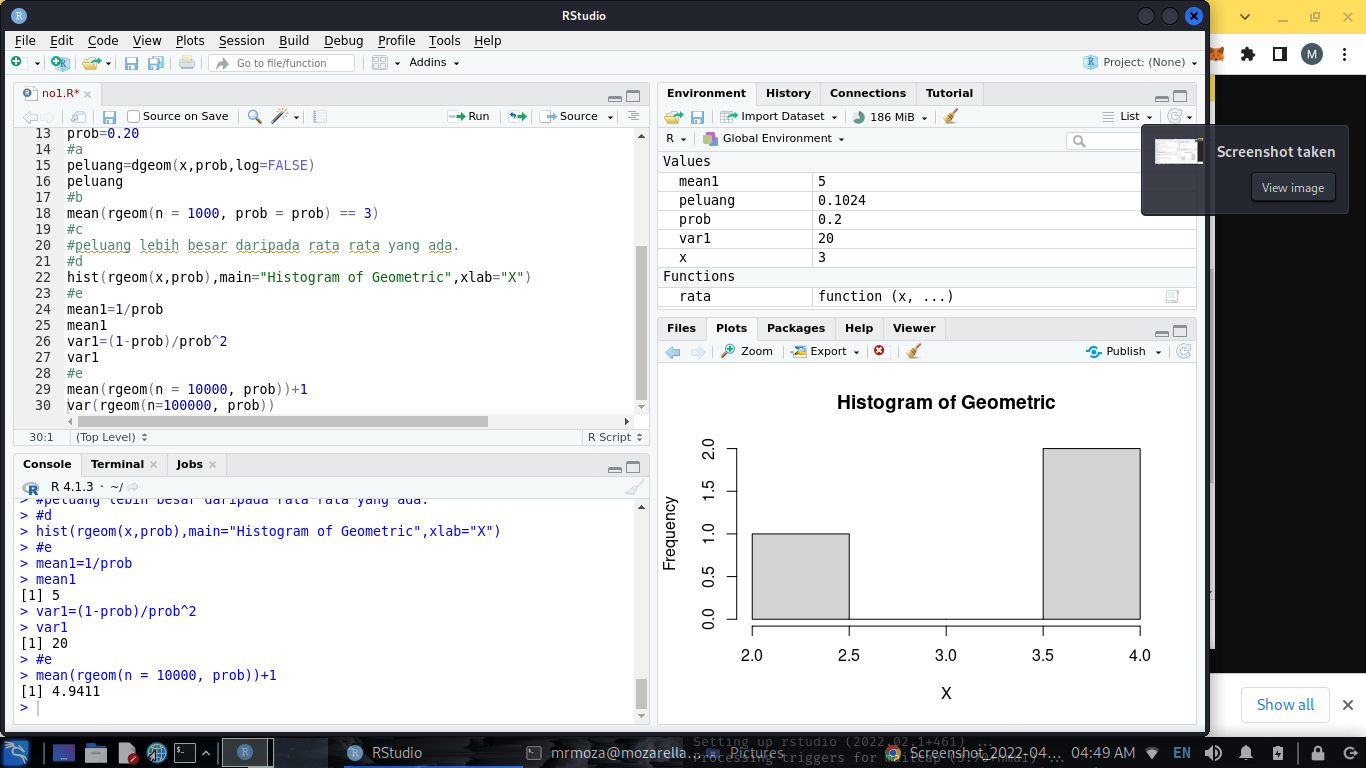 RStudio
File Edit Code View Plots Session Build Debug Profile Tools Help
Go to file/function Addins Project: (None)
no1.R*
Source on Save Run Source
13 prob=0.20
14 #a
15 peluang=dgeom(x,prob,log=FALSE)
16 peluang
17 #b
18 mean(rgeom(n = 1000, prob = prob) == 3)
19 #c
20 #peluang lebih besar daripada rata rata yang ada.
21 #d
22 hist(rgeom(x,prob),main="Histogram of Geometric",xlab="X")
23 #e
24 mean1=1/prob
25 mean1
26 var1=(1-prob)/prob^2
27 var1
28 #e
29 mean(rgeom(n = 10000, prob))+1
30 var(rgeom(n=100000, prob))
30:1 (Top Level) R Script
Console Terminal Jobs
R 4.1.3 · ~/
> #peluang lebih besar daripada rata rata yang ada.
> #d
> hist(rgeom(x,prob),main="Histogram of Geometric",xlab="X")
> #e
> mean1=1/prob
> mean1
[1] 5
> var1=(1-prob)/prob^2
> var1
[1] 20
> #e
> mean(rgeom(n = 10000, prob))+1
[1] 4.9411
>
Environment History Connections Tutorial
Import Dataset 186 MiB List
R Global Environment
Values
mean1 5
peluang 0.1024
prob 0.2
var1 20
x 3
Functions
rata function (x, ...)
Files Plots Packages Help Viewer
Zoom Export Publish
Histogram of Geometric
Frequency
0.0 0.5 1.0 1.5 2.0
2.0 2.5 3.0 3.5 4.0
X
M
Screenshot taken
View image
Show all
RStudio mrmoza@mozarella... Pictures Screenshot_2022-04... 04:49 AM EN
Setting up rstudio (2022.02.1+461) ...